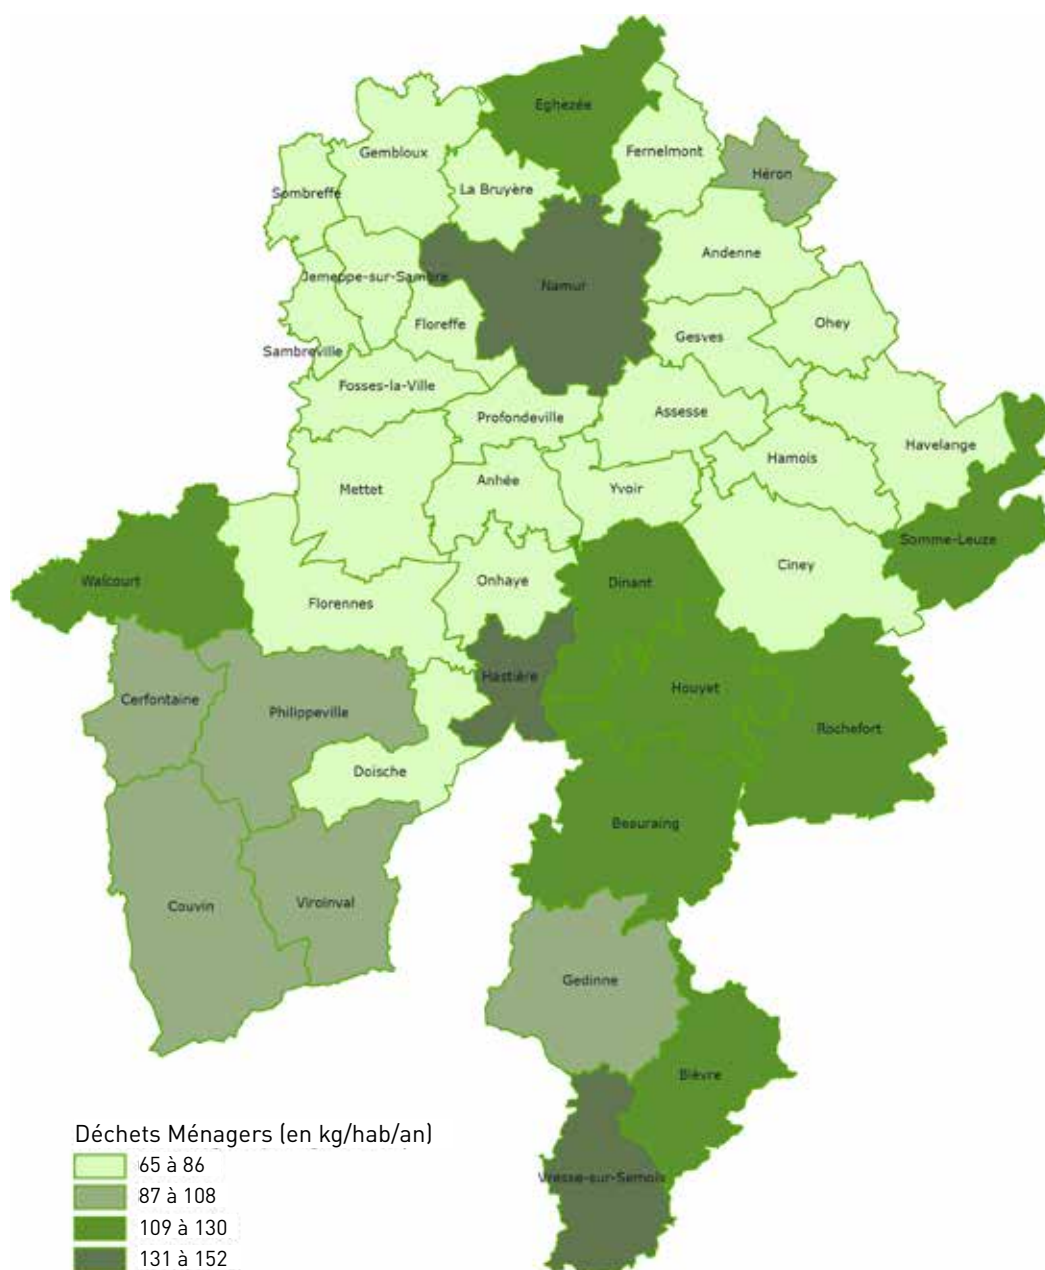 Eghezée
Gembloux
Fernelmont
Héron
Sombreffe
La Bruyère
Andenne
Jemeppe-sur-Sambre
Namur
Floreffe
Ohey
Gesves
Sambreville
Fosses-la-Ville
Profondeville
Assesse
Havelange
Hamois
Mettet
Anhée
Yvoir
Somme-Leuze
Ciney
Walcourt
Onhaye
Dinant
Florennes
Hastière
Houyet
Cerfontaine
Philippeville
Rochefort
Doische
Beauraing
Couvin
Viroinval
Gedinne
Bièvre
Vresse-sur-Semois
Déchets Ménagers (en kg/hab/an)
65 à 86
87 à 108
109 à 130
131 à 152